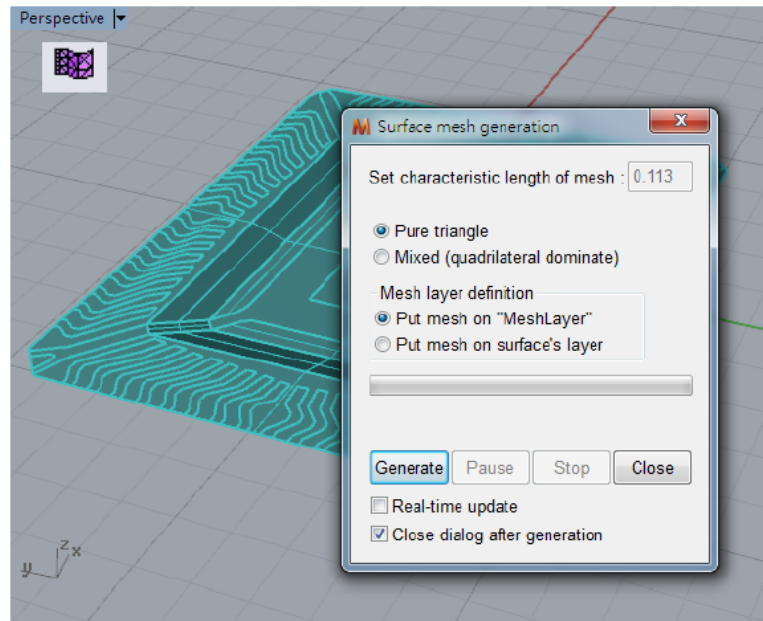 Perspective
Surface mesh generation
Set characteristic length of mesh : 0.113
Pure triangle
Mixed (quadrilateral dominate)
Mesh layer definition
Put mesh on "MeshLayer"
Put mesh on surface's layer
Generate Pause Stop Close
Real-time update
Close dialog after generation
z
x
y